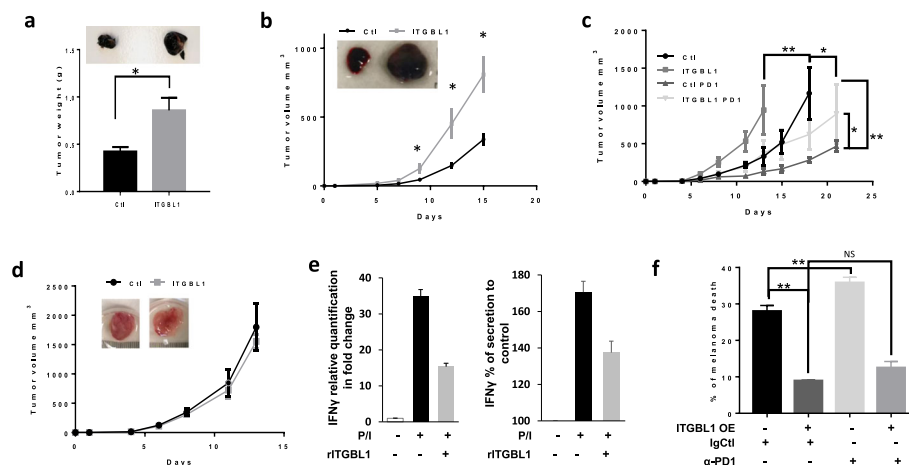 a
Tumor weight (g)
1.5
1.0
0.5
0.0
*
Ctl
ITGBL1
b
Ctl
ITGBL1
Tumor volume mm3
1000
500
0
*
*
*
0
5
10
15
20
Days
c
Ctl
ITGBL1
Ctl PD1
ITGBL1 PD1
Tumor volume mm3
2000
1500
1000
500
0
**
*
*
**
0
5
10
15
20
25
Days
d
Ctl
ITGBL1
Tumor volume mm3
2500
2000
1500
1000
500
0
0
5
10
15
Days
e
IFNγ relative quantification
in fold change
40
30
20
10
0
P/I - + +
rITGBL1 - - +
IFNγ % of secretion to
control
180
160
140
120
100
P/I - + +
rITGBL1 - - +
f
% of melanoma death
40
30
20
10
0
NS
**
**
ITGBL1 OE - + - +
IgCtl + + - -
α-PD1 - - + +